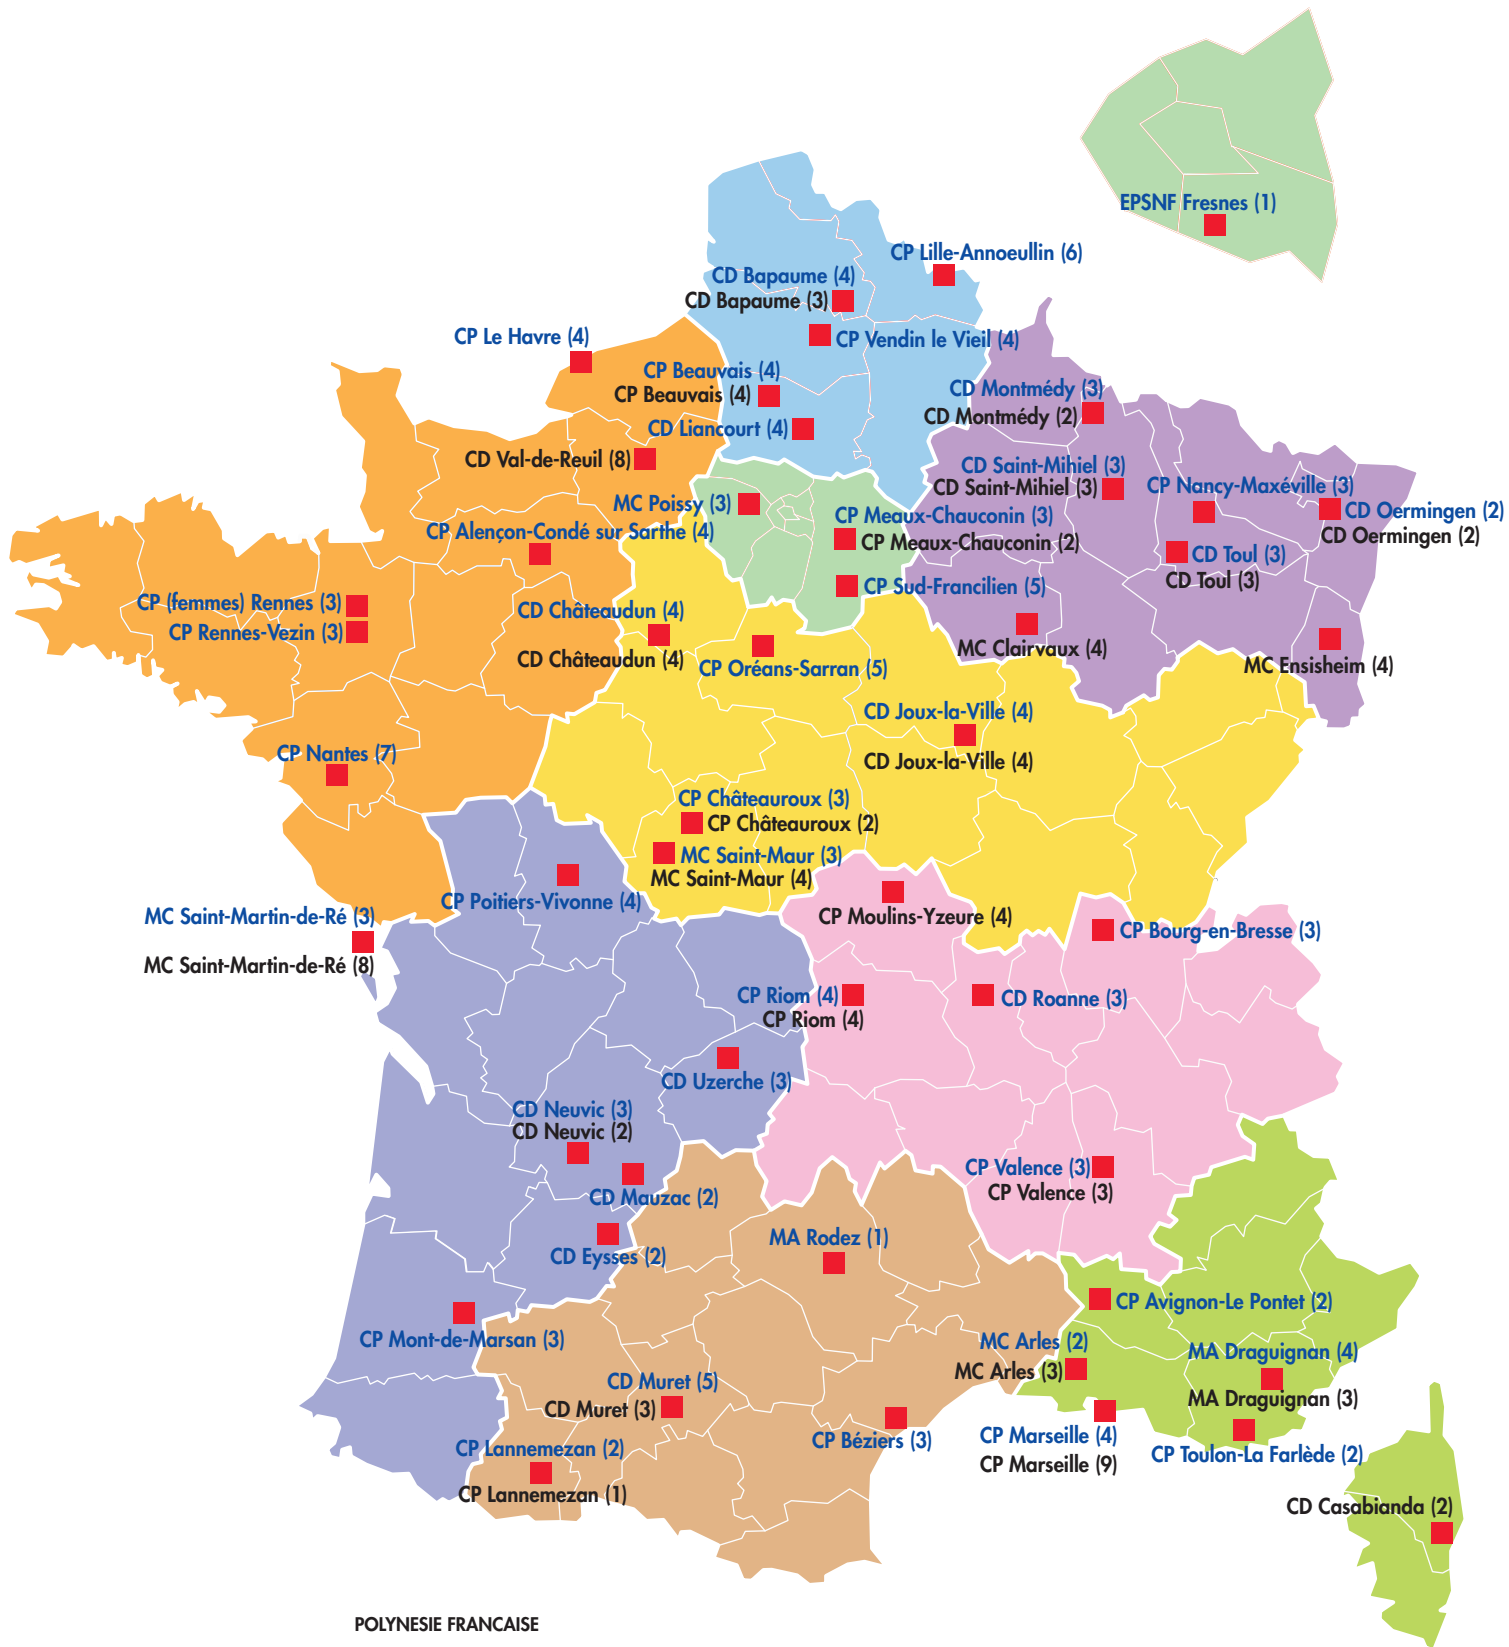 EPSNF Fresnes (1)
CP Lille-Annoeullin (6)
CD Bapaume (4)
CD Bapaume (3)
CP Le Havre (4)
CP Vendin le Vieil (4)
CP Beauvais (4)
CP Beauvais (4)
CD Montmédy (3)
CD Montmédy (2)
CD Liancourt (4)
CD Val-de-Reuil (8)
CD Saint-Mihiel (3)
CD Saint-Mihiel (3)
CP Nancy-Maxéville (3)
MC Poissy (3)
CD Oermingen (2)
CD Oermingen (2)
CP Meaux-Chauconin (3)
CP Meaux-Chauconin (2)
CP Alençon-Condé sur Sarthe (4)
CD Toul (3)
CD Toul (3)
CP Sud-Francilien (5)
CP (femmes) Rennes (3)
CP Rennes-Vezin (3)
CD Châteaudun (4)
CD Châteaudun (4)
MC Clairvaux (4)
CP Oréans-Sarran (5)
MC Ensisheim (4)
CD Joux-la-Ville (4)
CD Joux-la-Ville (4)
CP Nantes (7)
CP Châteauroux (3)
CP Châteauroux (2)
MC Saint-Maur (3)
MC Saint-Maur (4)
CP Poitiers-Vivonne (4)
MC Saint-Martin-de-Ré (3)
MC Saint-Martin-de-Ré (8)
CP Moulins-Yzeure (4)
CP Bourg-en-Bresse (3)
CP Riom (4)
CP Riom (4)
CD Roanne (3)
CD Uzerche (3)
CD Neuvic (3)
CD Neuvic (2)
CD Mauzac (2)
CP Valence (3)
CP Valence (3)
CD Eysses (2)
MA Rodez (1)
CP Avignon-Le Pontet (2)
CP Mont-de-Marsan (3)
MC Arles (2)
MC Arles (3)
MA Draguignan (4)
MA Draguignan (3)
CD Muret (5)
CD Muret (3)
CP Béziers (3)
CP Marseille (4)
CP Marseille (9)
CP Toulon-La Farlède (2)
CP Lannemezan (2)
CP Lannemezan (1)
CD Casabianda (2)
POLYNESIE FRANCAISE